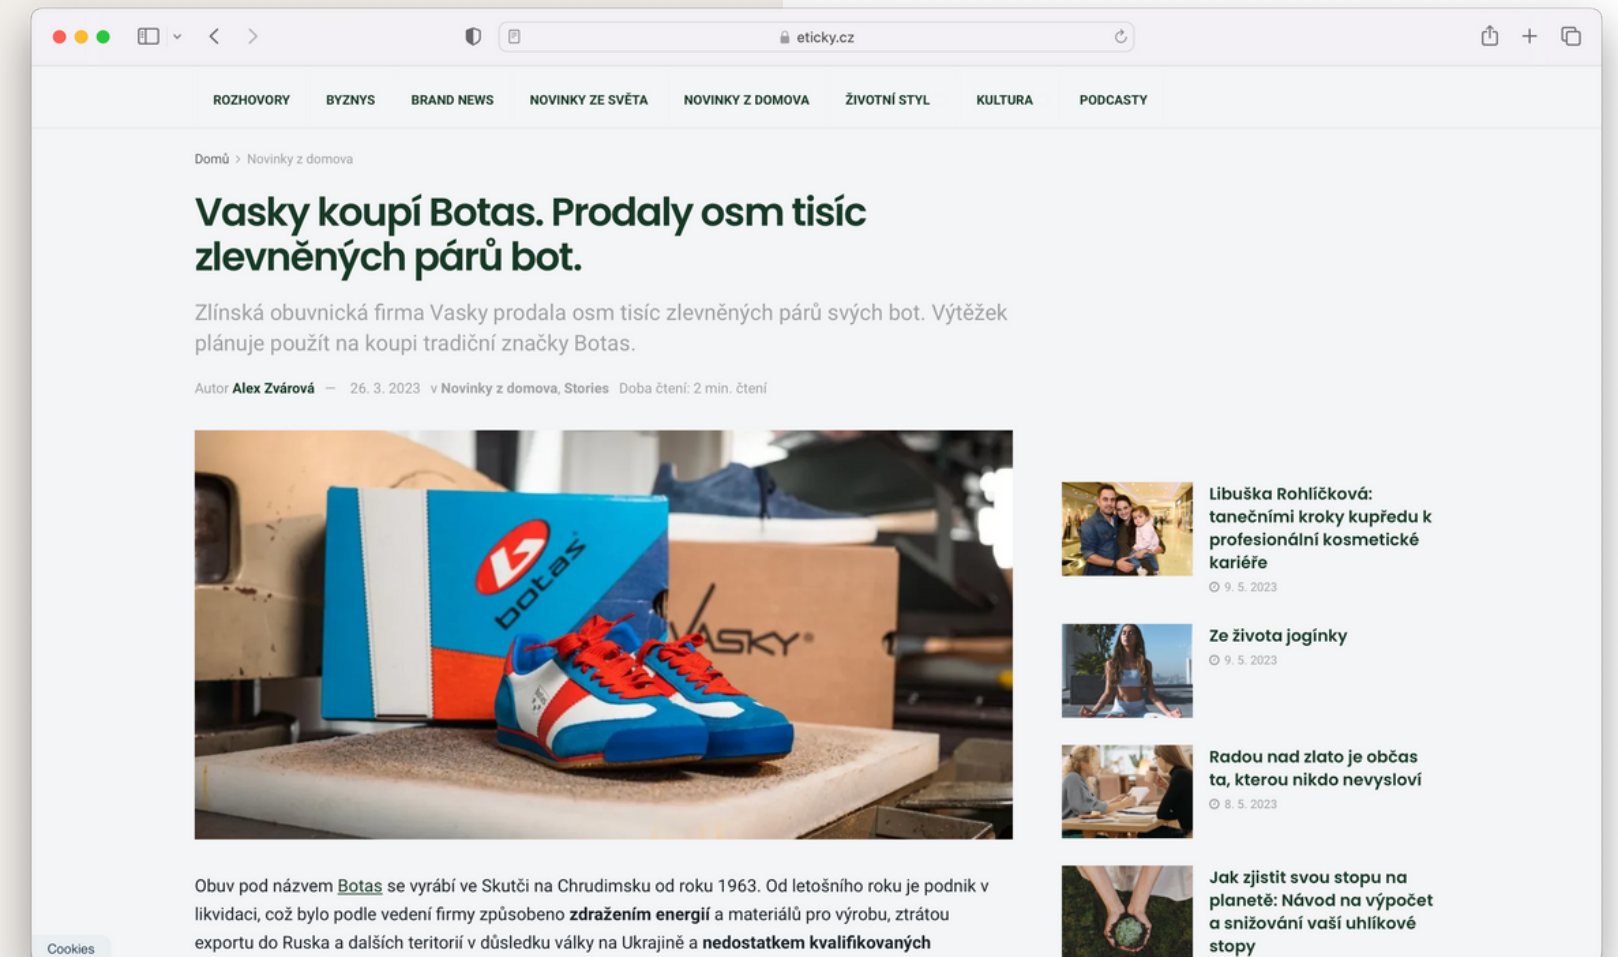 eticky.cz
ROZHOVORY BYZNYS BRAND NEWS NOVINKY ZE SVĚTA NOVINKY Z DOMOVA ŽIVOTNÍ STYL KULTURA PODCASTY
Domů > Novinky z domova
Vasky koupí Botas. Prodaly osm tisíc
zlevněných párů bot.
Zlínská obuvnická firma Vasky prodala osm tisíc zlevněných párů svých bot. Výtěžek
plánuje použít na koupi tradiční značky Botas.
Autor Alex Zvárová — 26. 3. 2023 v Novinky z domova, Stories Doba čtení: 2 min. čtení
botas
VASKY®
Obuv pod názvem Botas se vyrábí ve Skutči na Chrudimsku od roku 1963. Od letošního roku je podnik v
likvidaci, což bylo podle vedení firmy způsobeno zdražením energií a materiálů pro výrobu, ztrátou
exportu do Ruska a dalších teritorií v důsledku války na Ukrajině a nedostatkem kvalifikovaných
Libuška Rohlíčková:
tanečními kroky kupředu k
profesionální kosmetické
kariéře
9. 5. 2023
Ze života jogínky
9. 5. 2023
Radou nad zlato je občas
ta, kterou nikdo nevysloví
8. 5. 2023
Jak zjistit svou stopu na
planetě: Návod na výpočet
a snižování vaší uhlíkové
stopy
Cookies